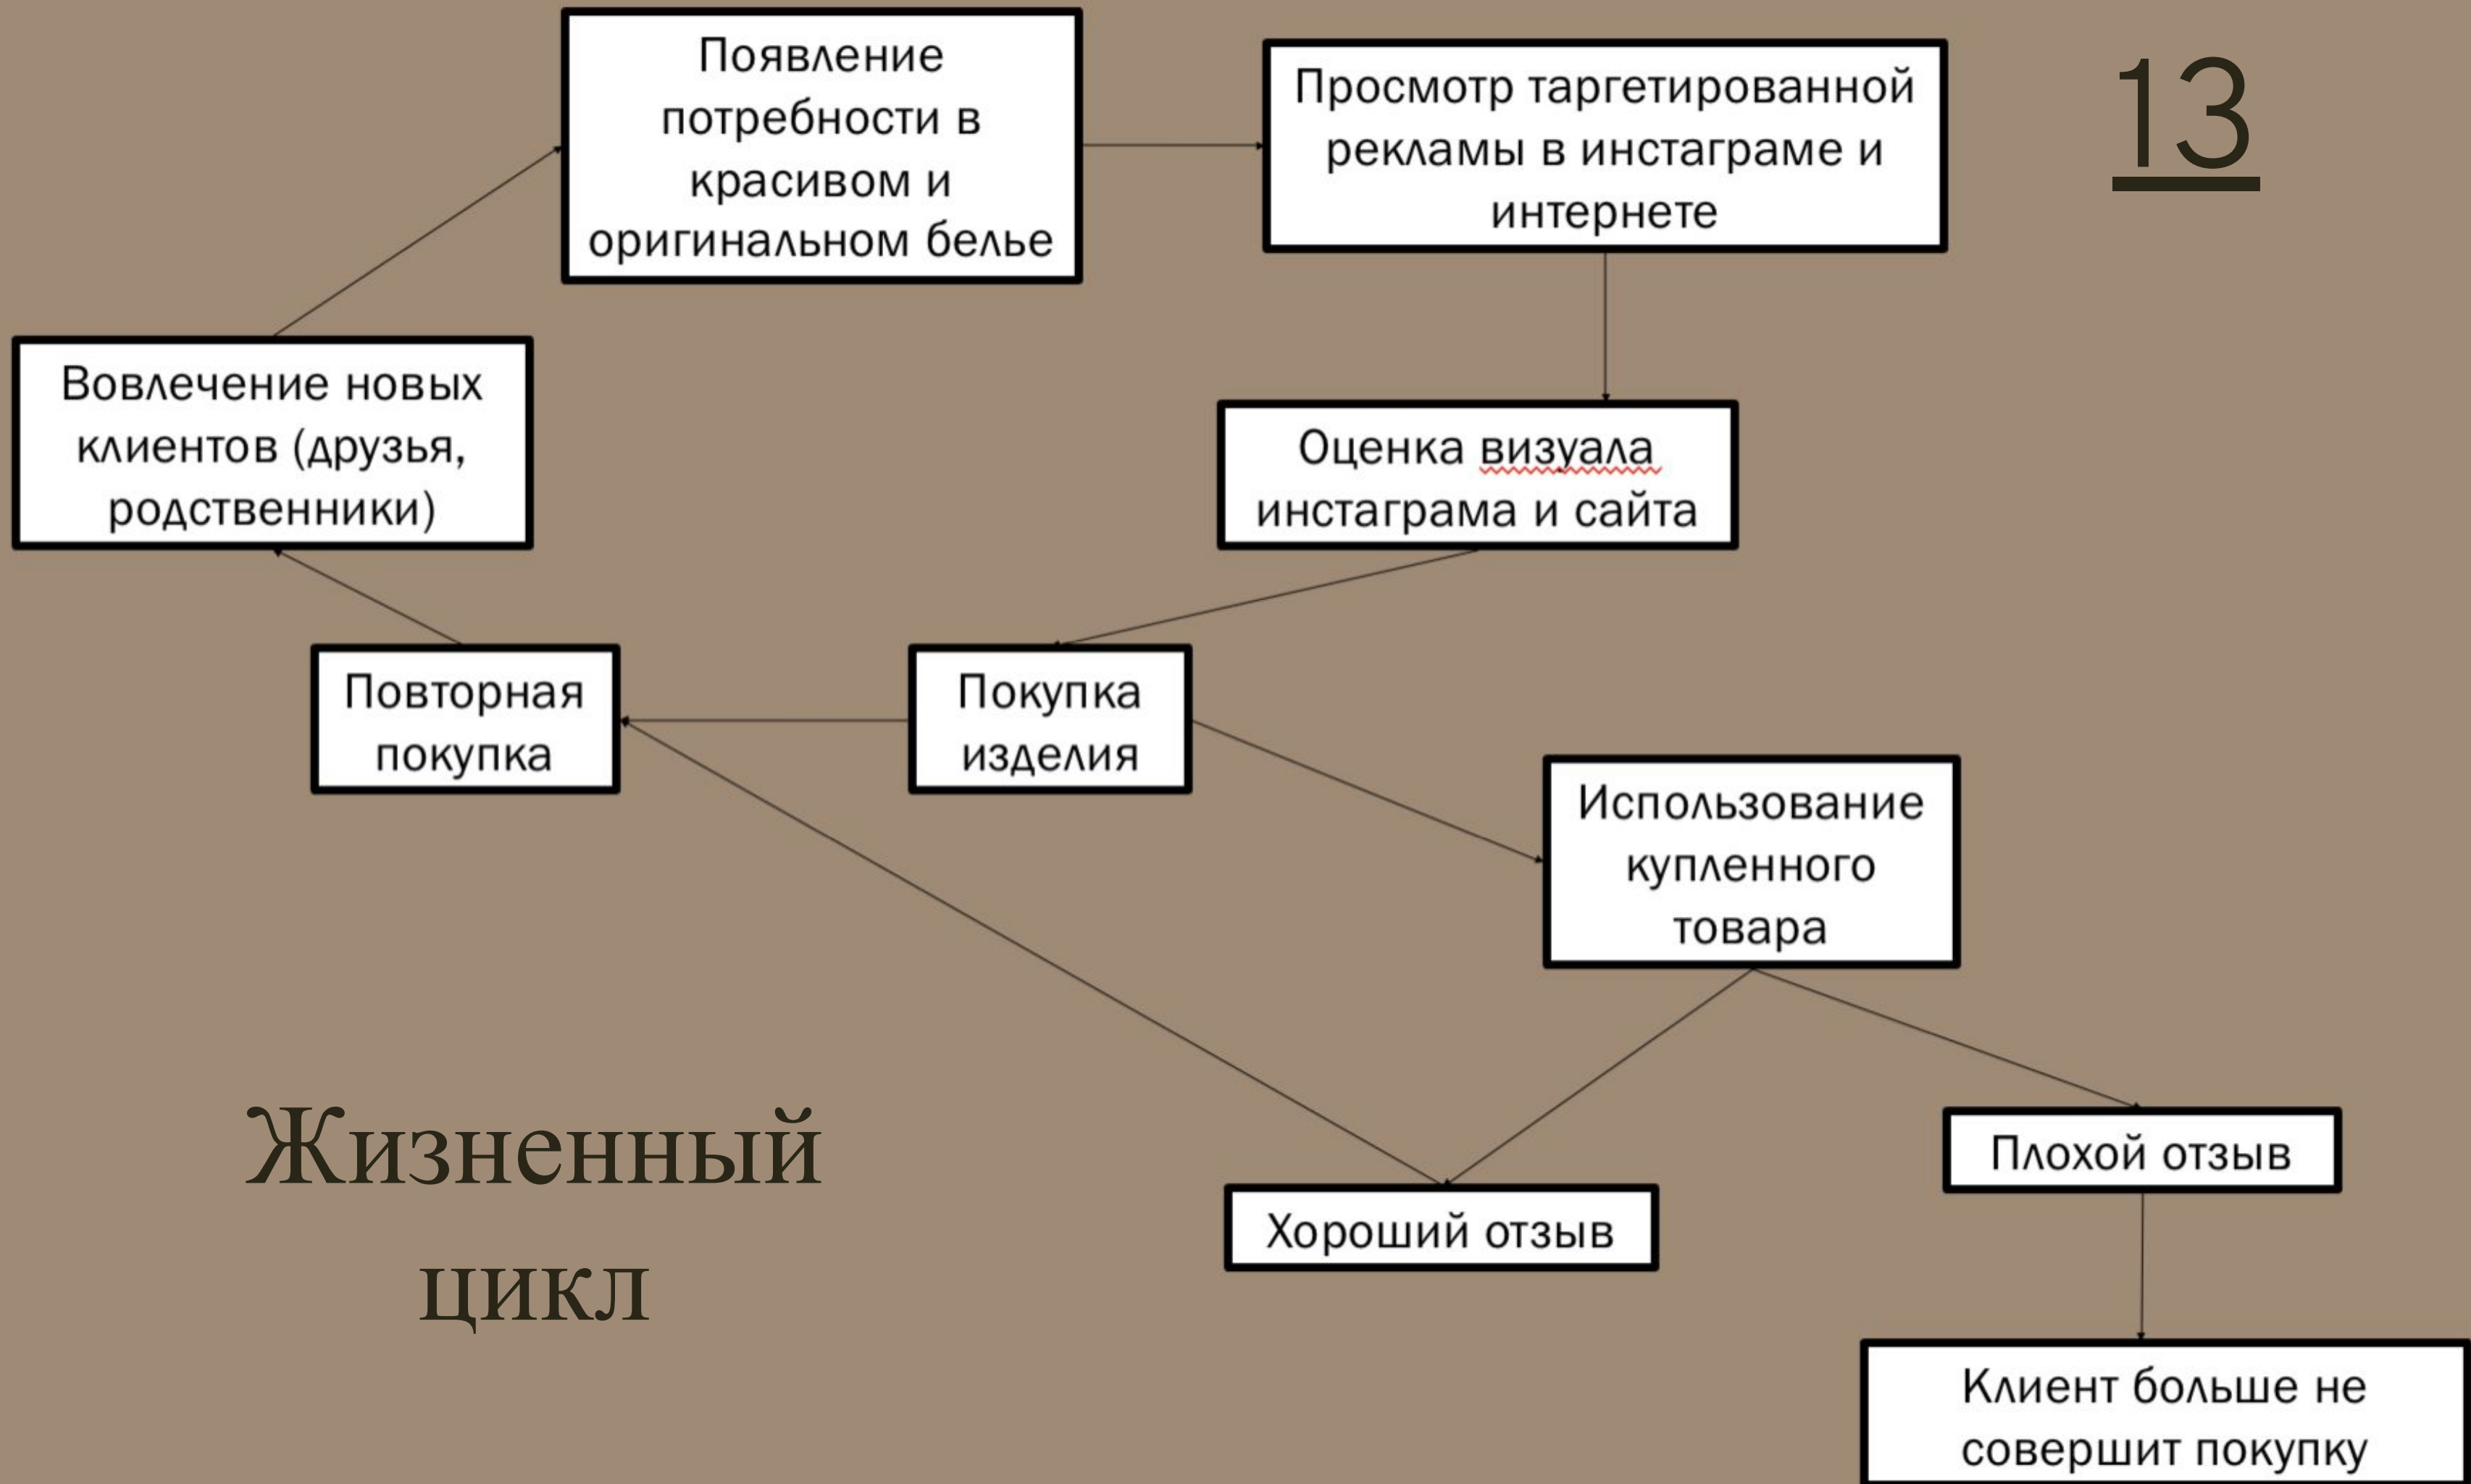 Появление
потребности в
красивом и
оригинальном белье
Просмотр таргетированной
рекламы в инстаграме и
интернете
13
Вовлечение новых
клиентов (друзья,
родственники)
Оценка визуала
инстаграма и сайта
Повторная
покупка
Покупка
изделия
Использование
купленного
товара
Жизненный
цикл
Хороший отзыв
Плохой отзыв
Клиент больше не
совершит покупку